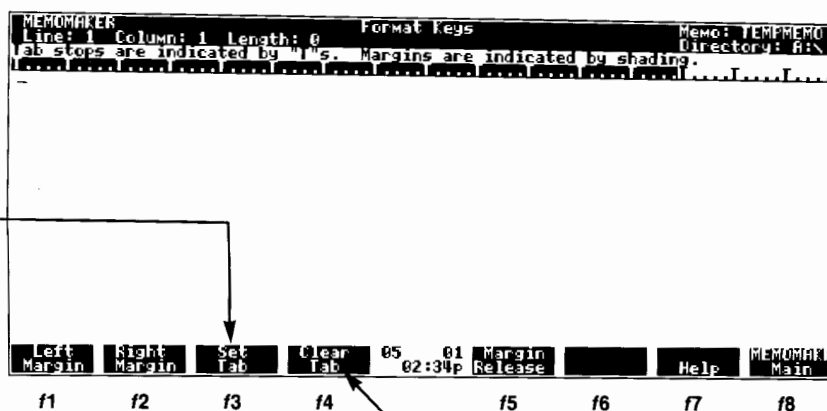 MEMOMAKER Format Keys Memo: TEMPMEMO
Line: 1 Column: 1 Length: 0 Directory: A:\
Tab stops are indicated by "T"s. Margins are indicated by shading.
Left Margin Right Margin Set Tab Clear Tab 05 01 02:34p Margin Release Help MEMOMAKE Main
f1 f2 f3 f4 f5 f6 f7 f8